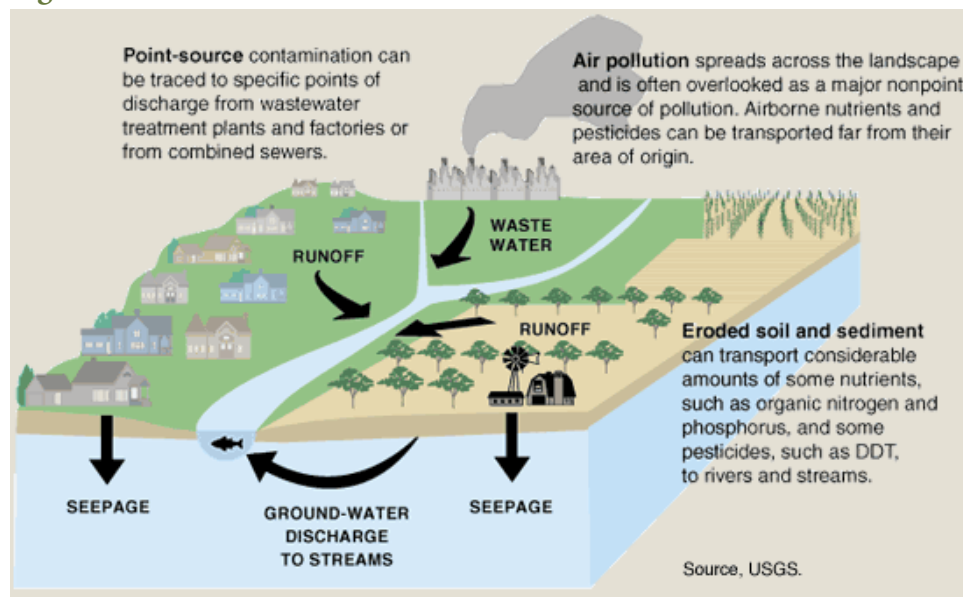 Point-source contamination can
be traced to specific points of
discharge from wastewater
treatment plants and factories or
from combined sewers.
Air pollution spreads across the landscape
and is often overlooked as a major nonpoint
source of pollution. Airborne nutrients and
pesticides can be transported far from their
area of origin.
WASTE
WATER
RUNOFF
RUNOFF
Eroded soil and sediment
can transport considerable
amounts of some nutrients,
such as organic nitrogen and
phosphorus, and some
pesticides, such as DDT,
to rivers and streams.
SEEPAGE
GROUND-WATER
DISCHARGE
TO STREAMS
SEEPAGE
Source, USGS.